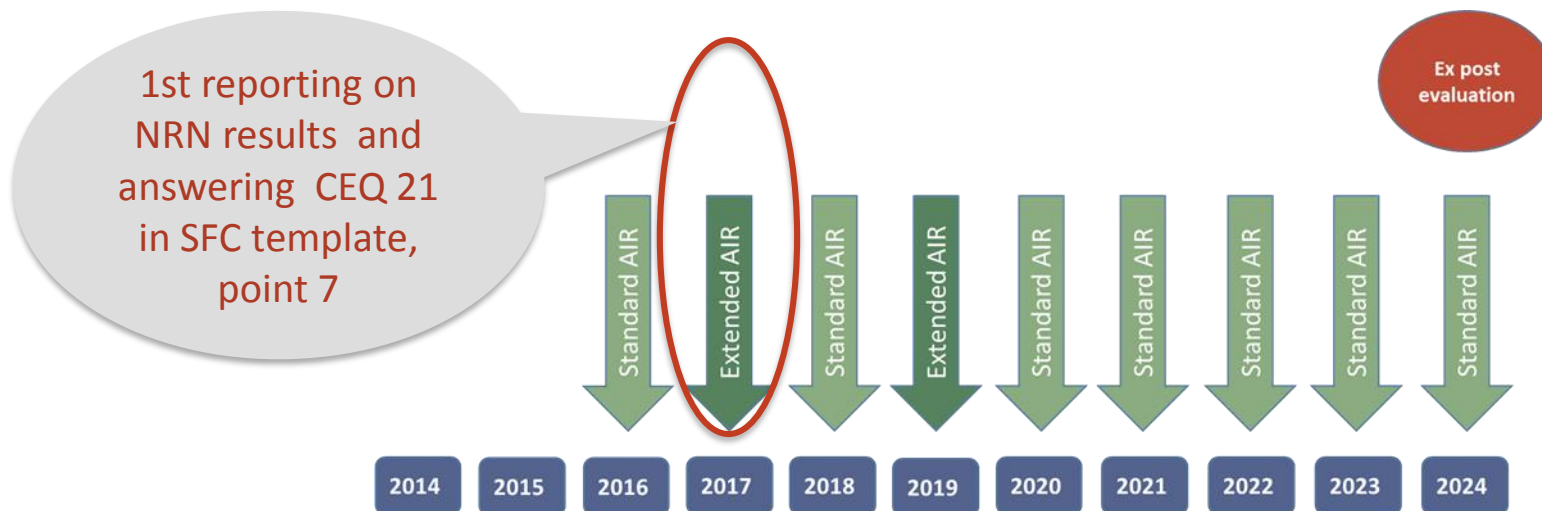 1st reporting on
NRN results and
answering CEQ 21
in SFC template,
point 7
Ex post
evaluation
Standard AIR
Extended AIR
Standard AIR
Extended AIR
Standard AIR
Standard AIR
Standard AIR
Standard AIR
Standard AIR
2014
2015
2016
2017
2018
2019
2020
2021
2022
2023
2024